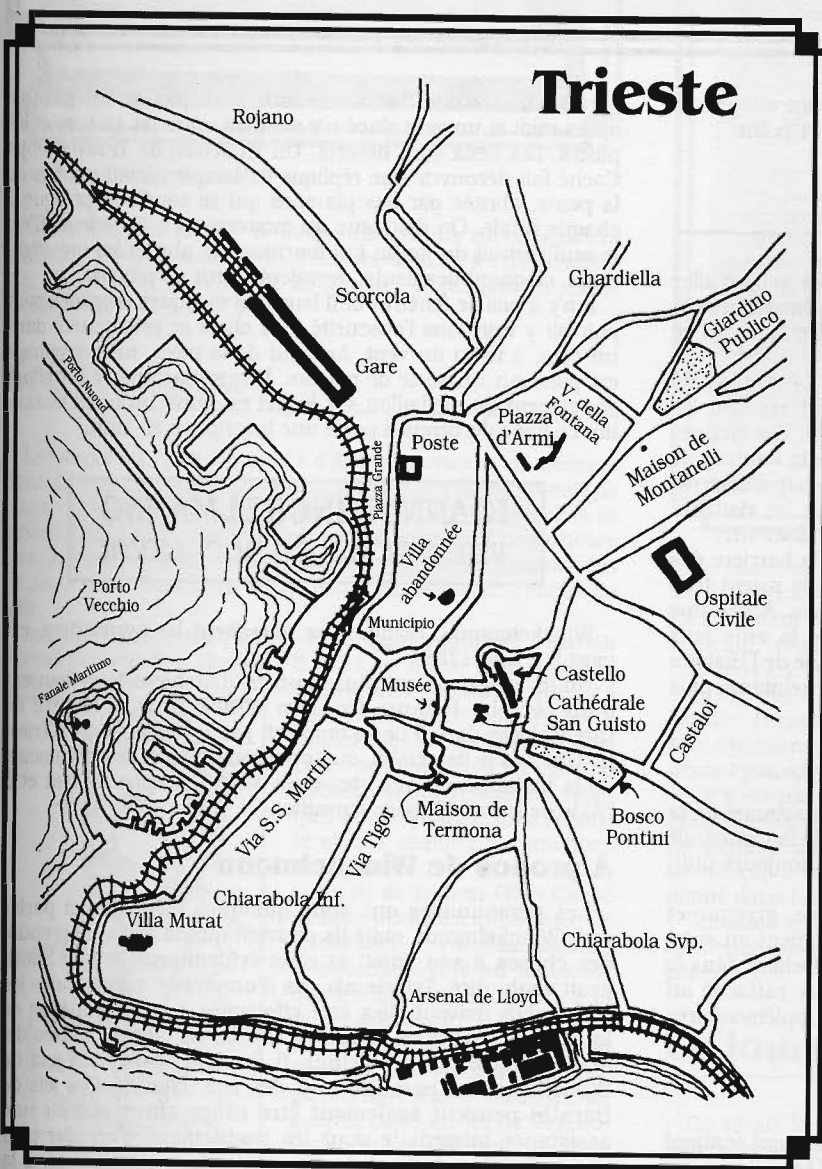 Trieste
Rojano
Scorcola
Ghardiella
Giardino
Publico
Gare
Piazza
d'Armi
V. della
Fontana
Poste
Piazza Grande
Maison de
Montanelli
Porto Naoud
Villa
abandonnée
Porto
Vecchio
Municipio
Ospitale
Civile
Fanale Maritimo
Musée
Castello
Cathédrale
San Guisto
Castaloi
Via S.S. Martiri
Via Tigor
Maison de
Termona
Bosco
Pontini
Chiarabola Inf.
Villa Murat
Chiarabola Svp.
Arsenal de Lloyd